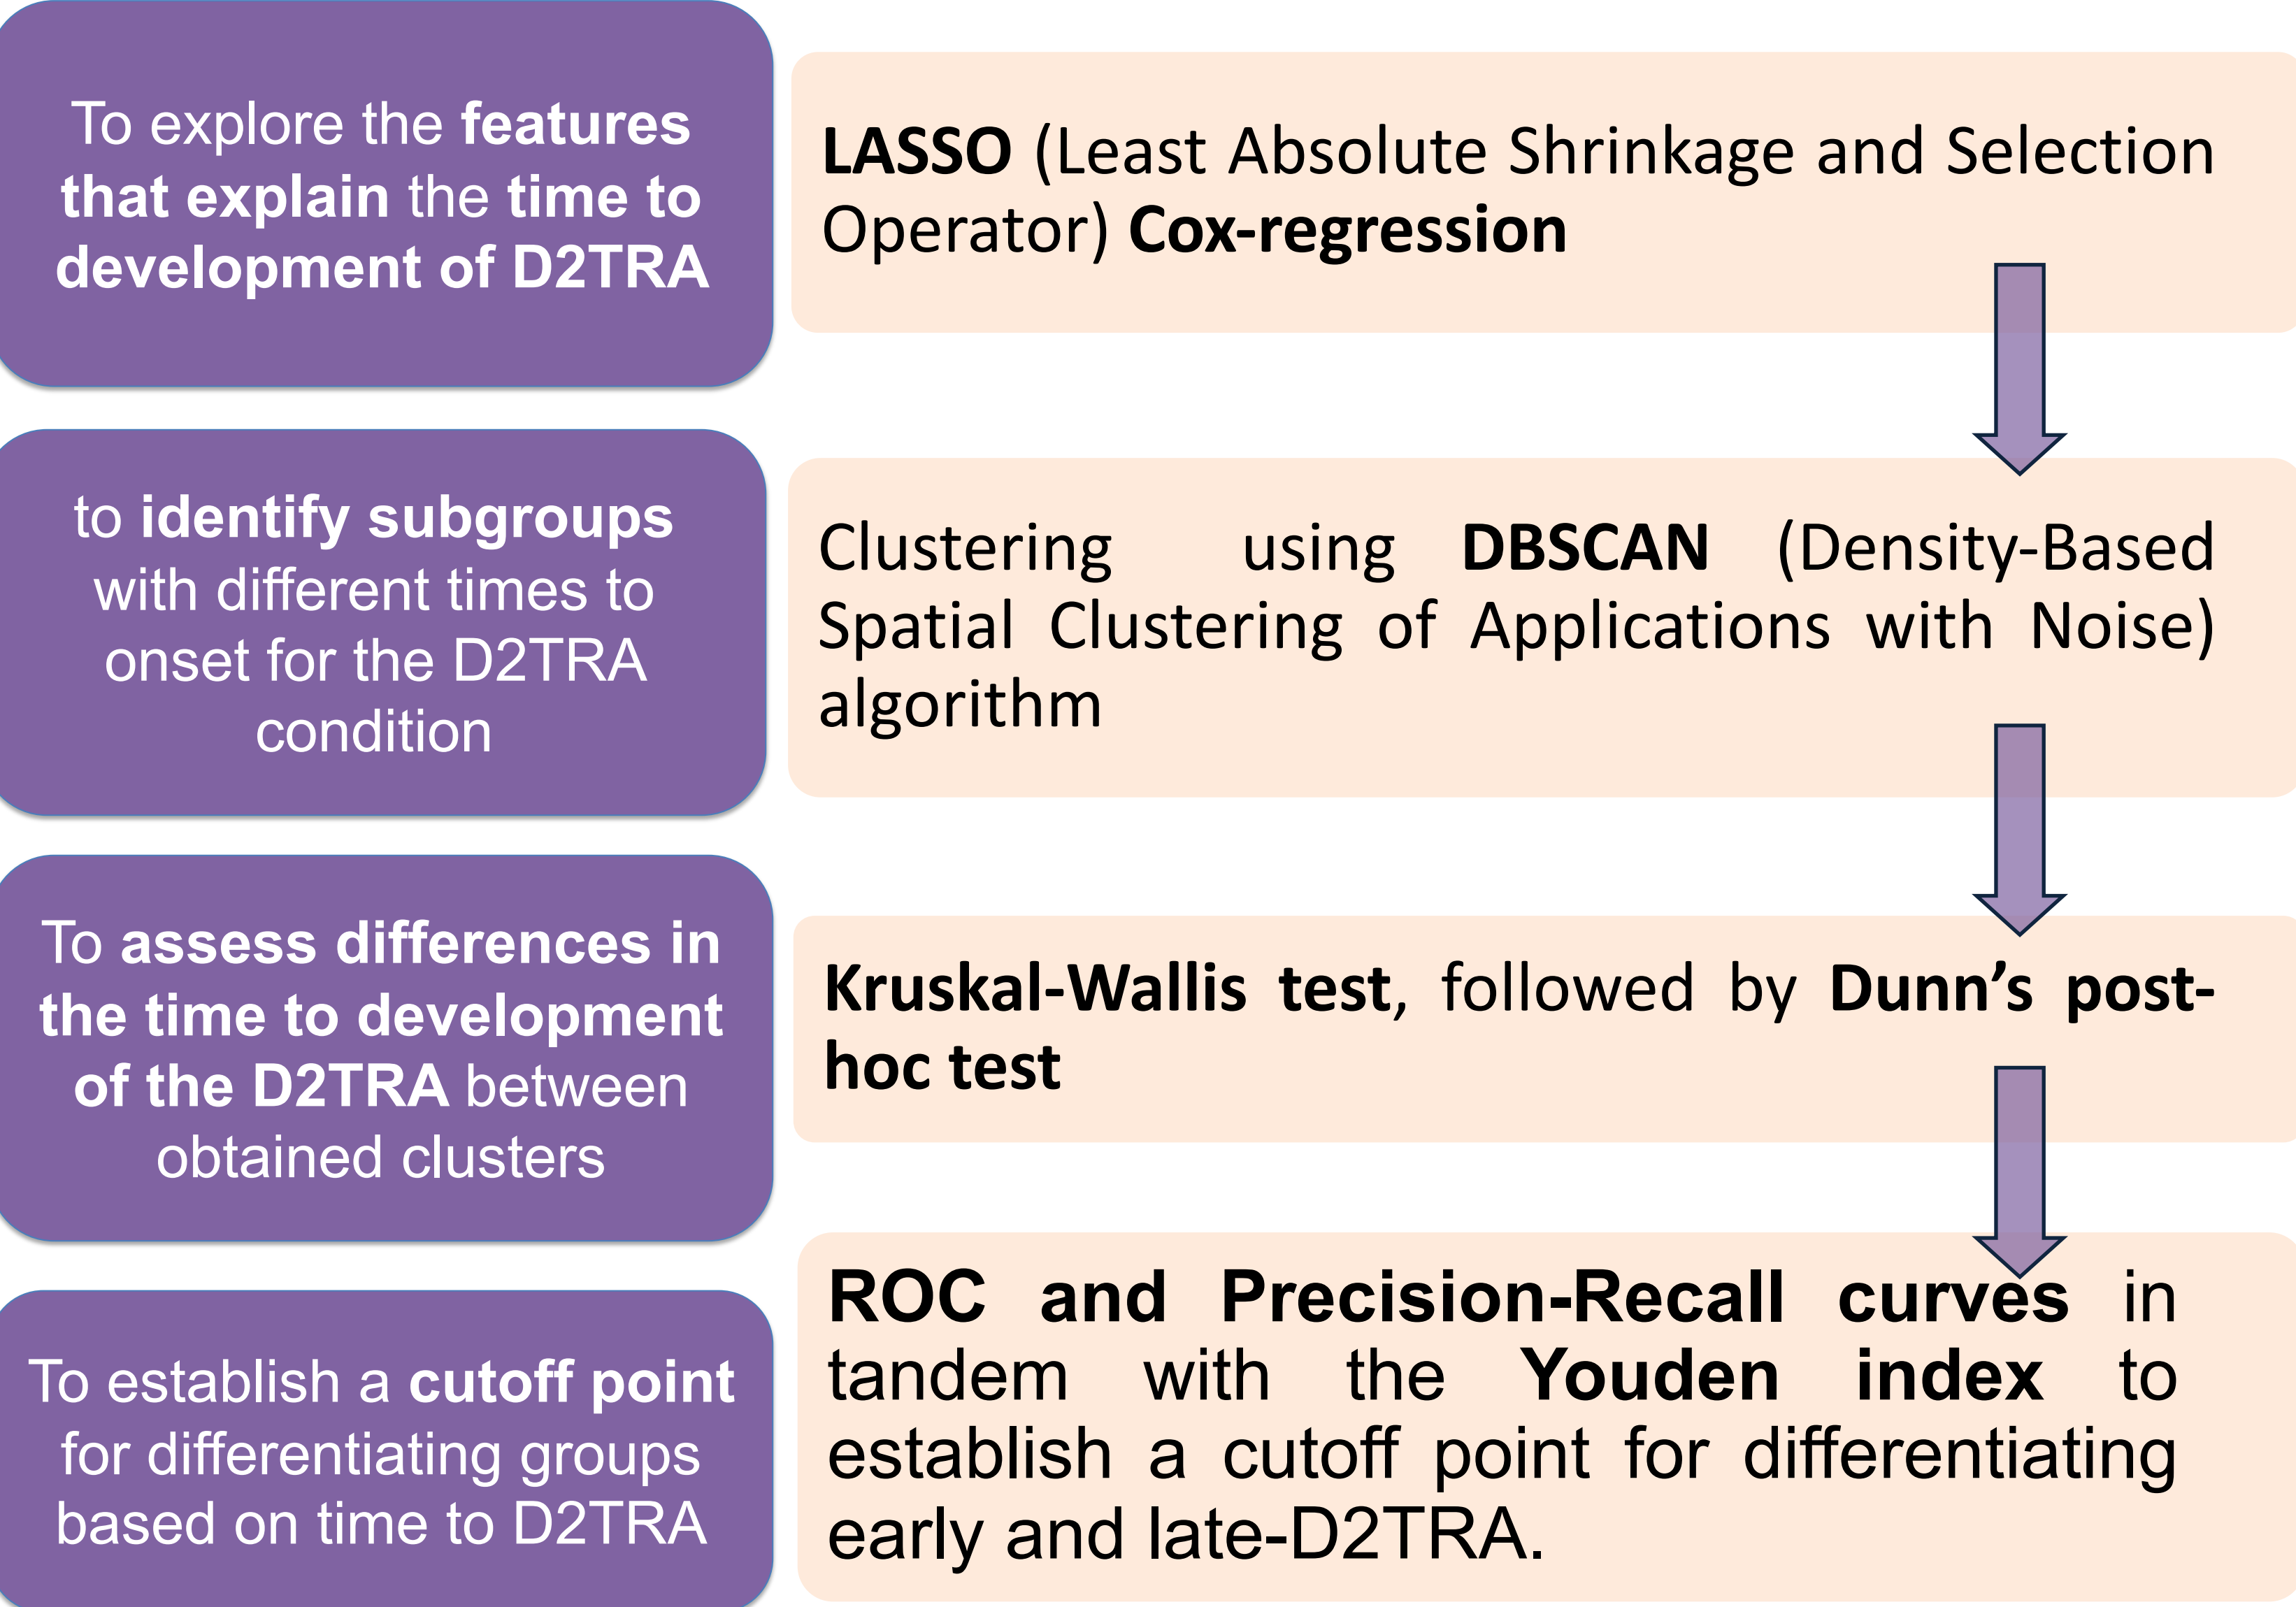 To explore the features
that explain the time to
development of D2TRA
LASSO (Least Absolute Shrinkage and Selection
Operator) Cox-regression
to identify subgroups
with different times to
onset for the D2TRA
condition
Clustering using DBSCAN (Density-Based
Spatial Clustering of Applications with Noise)
algorithm
To assess differences in
the time to development
of the D2TRA between
obtained clusters
Kruskal-Wallis test, followed by Dunn’s post-
hoc test
To establish a cutoff point
for differentiating groups
based on time to D2TRA
ROC and Precision-Recall curves in
tandem with the Youden index to
establish a cutoff point for differentiating
early and late-D2TRA.